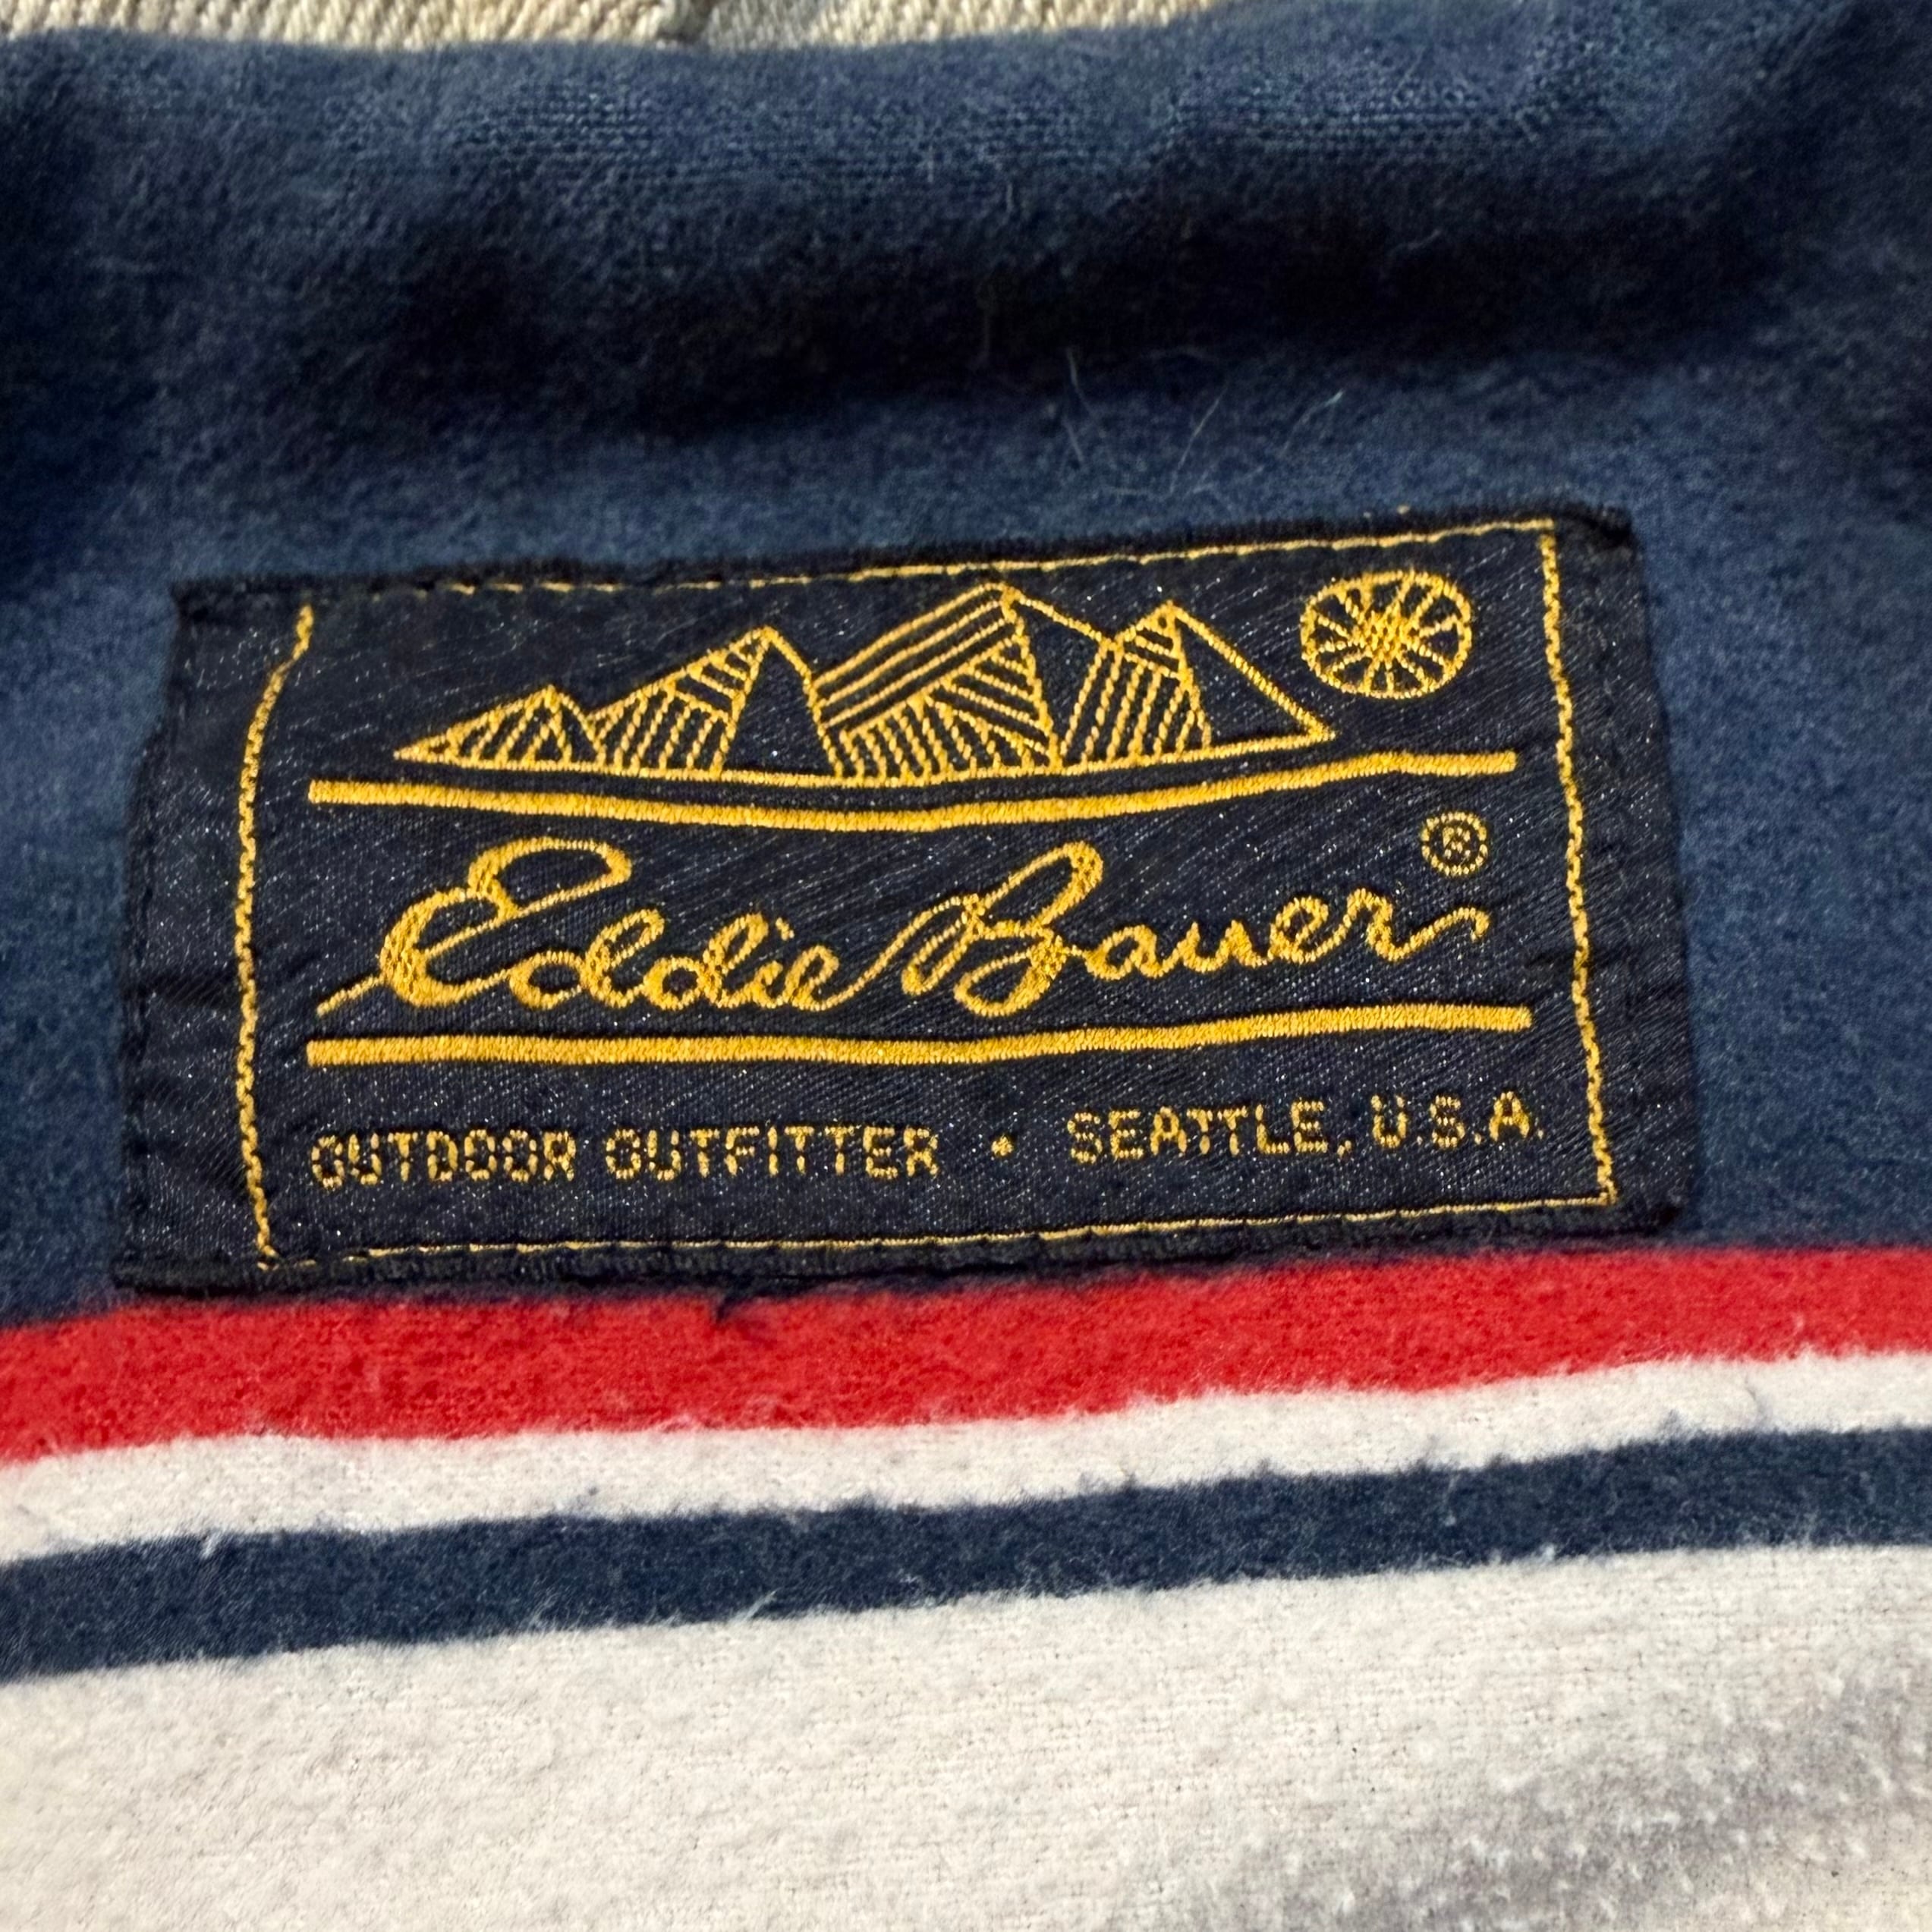 Eddie Bauer®
OUTDOOR OUTFITTER • SEATTLE, U.S.A.